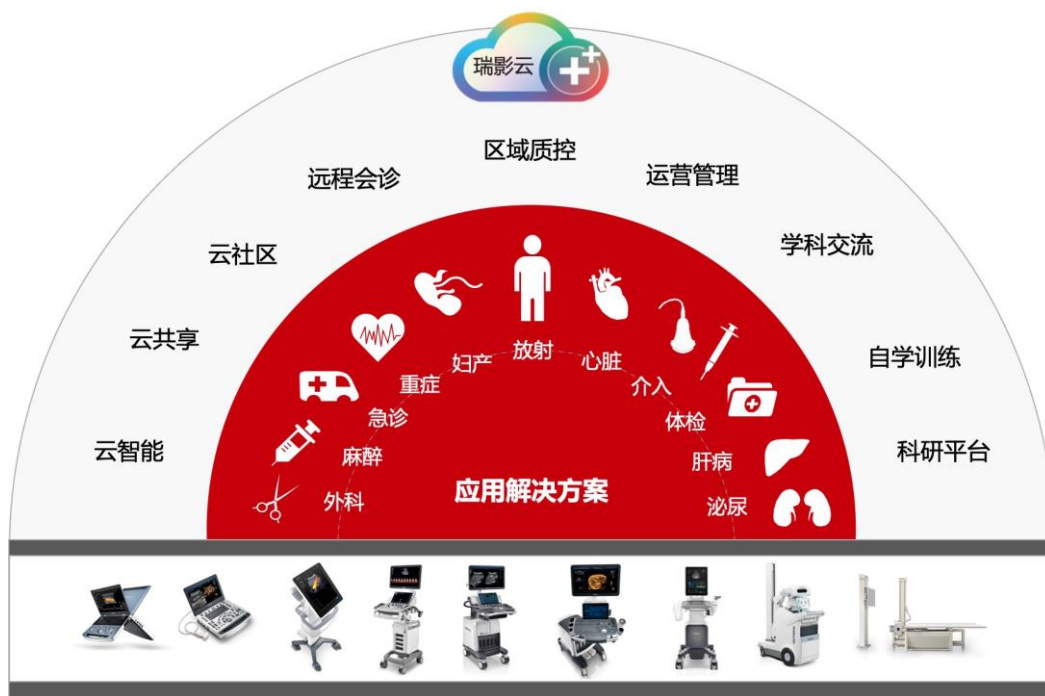 瑞影云++
区域质控
远程会诊
运营管理
云社区
学科交流
云共享
自学训练
云智能
科研平台
放射
妇产
心脏
重症
介入
急诊
体检
麻醉
肝病
外科
泌尿
应用解决方案